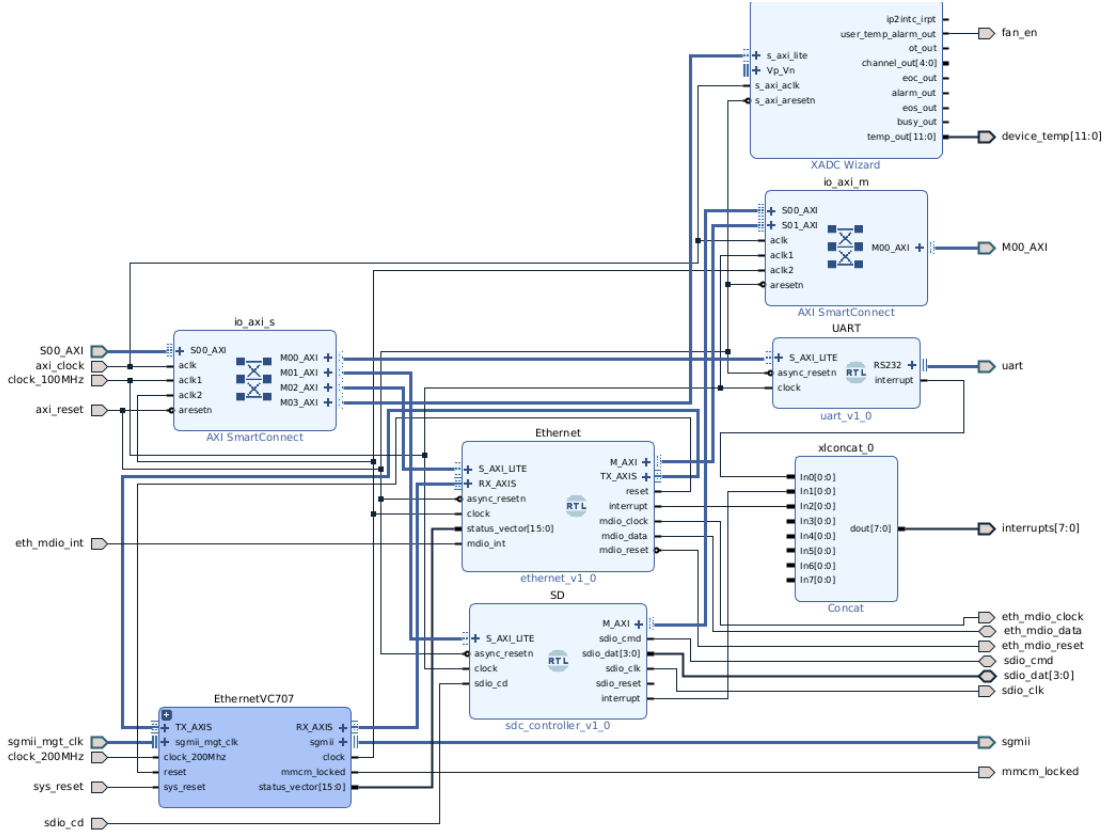 ip2intc_irpt
user_temp_alarm_out
ot_out
channel_out[4:0]
eoc_out
alarm_out
eos_out
busy_out
temp_out[11:0]
s_axi_lite
Vp_Vn
s_axi_aclk
s_axi_aresetn
XADC Wizard
fan_en
device_temp[11:0]
io_axi_m
S00_AXI
S01_AXI
aclk
aclk1
aclk2
aresetn
M00_AXI
AXI SmartConnect
M00_AXI
io_axi_s
S00_AXI
axi_clock
clock_100MHz
axi_reset
S00_AXI
aclk
aclk1
aclk2
aresetn
M00_AXI
M01_AXI
M02_AXI
M03_AXI
AXI SmartConnect
UART
S_AXI_LITE
async_resetn
clock
RTL
RS232
interrupt
uart_v1_0
uart
Ethernet
S_AXI_LITE
RX_AXIS
async_resetn
clock
status_vector[15:0]
mdio_int
RTL
M_AXI
TX_AXIS
reset
interrupt
mdio_clock
mdio_data
mdio_reset
ethernet_v1_0
eth_mdio_int
xlconcat_0
In0[0:0]
In1[0:0]
In2[0:0]
In3[0:0]
In4[0:0]
In5[0:0]
In6[0:0]
In7[0:0]
dout[7:0]
Concat
interrupts[7:0]
SD
S_AXI_LITE
async_resetn
clock
sdio_cd
RTL
M_AXI
sdio_cmd
sdio_dat[3:0]
sdio_clk
sdio_reset
interrupt
sdc_controller_v1_0
eth_mdio_clock
eth_mdio_data
eth_mdio_reset
sdio_cmd
sdio_dat[3:0]
sdio_clk
EthernetVC707
TX_AXIS
sgmii_mgt_clk
clock_200Mhz
reset
sys_reset
RX_AXIS
sgmii
clock
mmcm_locked
status_vector[15:0]
sgmii_mgt_clk
clock_200MHz
sys_reset
sdio_cd
sgmii
mmcm_locked